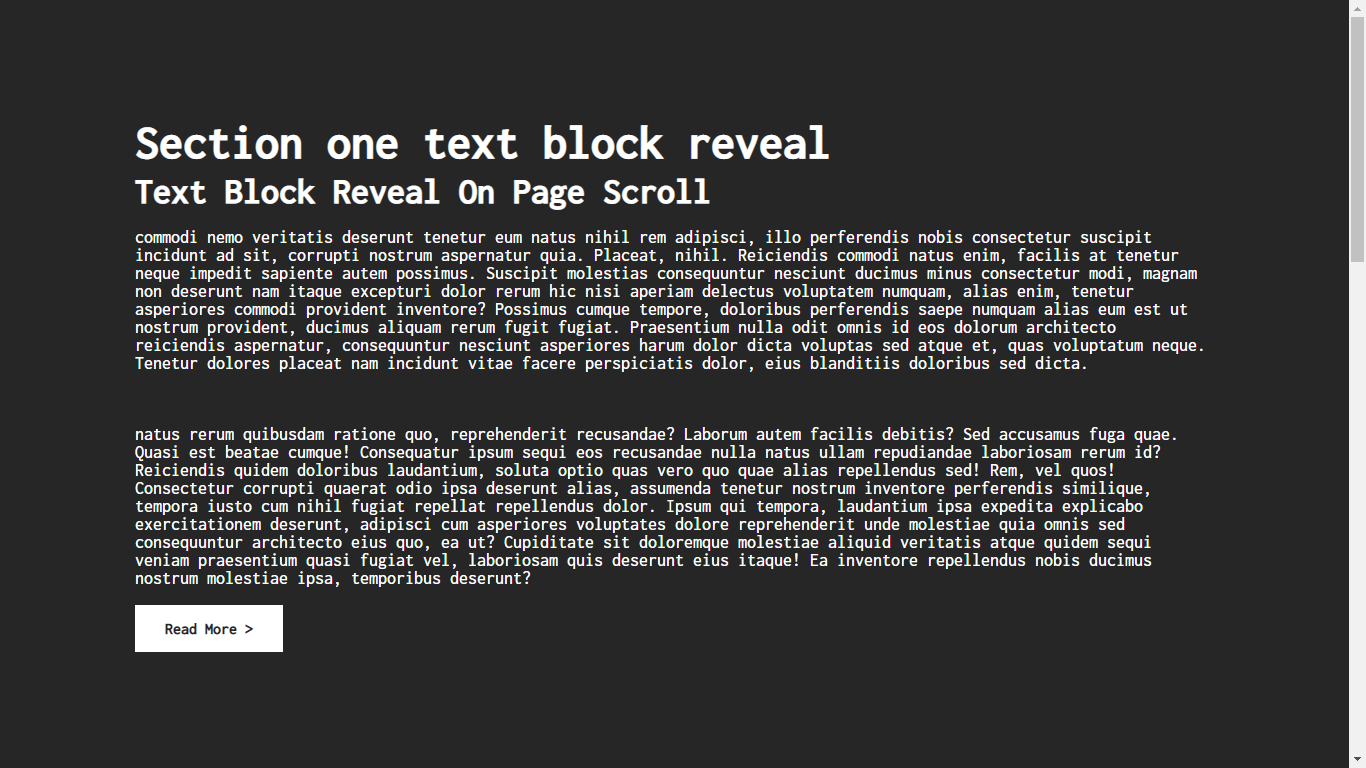 Section one text block reveal
Text Block Reveal On Page Scroll
commodi nemo veritatis deserunt tenetur eum natus nihil rem adipisci, illo perferendis nobis consectetur suscipit
incidunt ad sit, corrupti nostrum aspernatur quia. Placeat, nihil. Reiciendis commodi natus enim, facilis at tenetur
neque impedit sapiente autem possimus. Suscipit molestias consequuntur nesciunt ducimus minus consectetur modi, magnam
non deserunt nam itaque excepturi dolor rerum hic nisi aperiam delectus voluptatem numquam, alias enim, tenetur
asperiores commodi provident inventore? Possimus cumque tempore, doloribus perferendis saepe numquam alias eum est ut
nostrum provident, ducimus aliquam rerum fugit fugiat. Praesentium nulla odit omnis id eos dolorum architecto
reiciendis aspernatur, consequuntur nesciunt asperiores harum dolor dicta voluptas sed atque et, quas voluptatum neque.
Tenetur dolores placeat nam incidunt vitae facere perspiciatis dolor, eius blanditiis doloribus sed dicta.
natus rerum quibusdam ratione quo, reprehenderit recusandae? Laborum autem facilis debitis? Sed accusamus fuga quae.
Quasi est beatae cumque! Consequatur ipsum sequi eos recusandae nulla natus ullam repudiandae laboriosam rerum id?
Reiciendis quidem doloribus laudantium, soluta optio quas vero quo quae alias repellendus sed! Rem, vel quos!
Consectetur corrupti quaerat odio ipsa deserunt alias, assumenda tenetur nostrum inventore perferendis similique,
tempora iusto cum nihil fugiat repellat repellendus dolor. Ipsum qui tempora, laudantium ipsa expedita explicabo
exercitationem deserunt, adipisci cum asperiores voluptates dolore reprehenderit unde molestiae quia omnis sed
consequuntur architecto eius quo, ea ut? Cupiditate sit doloremque molestiae aliquid veritatis atque quidem sequi
veniam praesentium quasi fugiat vel, laboriosam quis deserunt eius itaque! Ea inventore repellendus nobis ducimus
nostrum molestiae ipsa, temporibus deserunt?
Read More >